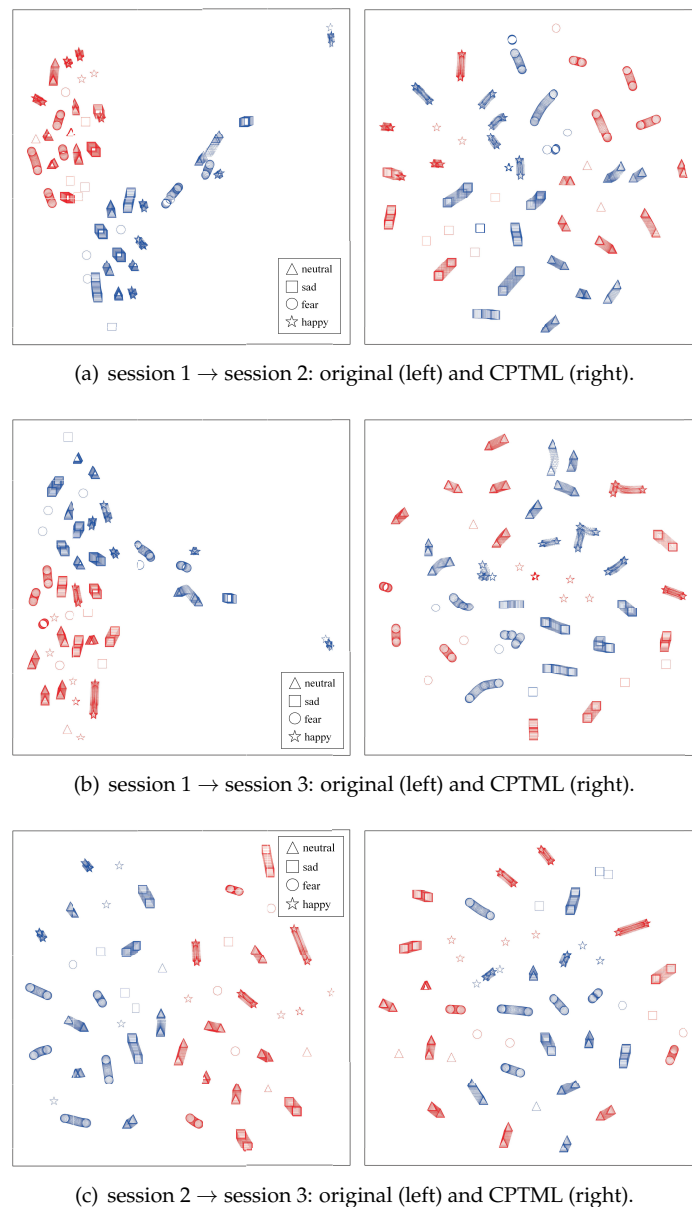 neutral
sad
fear
happy
(a) session 1 → session 2: original (left) and CPTML (right).
neutral
sad
fear
happy
(b) session 1 → session 3: original (left) and CPTML (right).
neutral
sad
fear
happy
(c) session 2 → session 3: original (left) and CPTML (right).